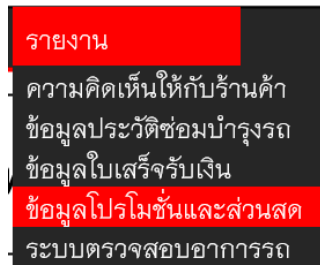 รายงาน
ความคิดเห็นให้กับร้านค้า
ข้อมูลประวัติซ่อมบำรุงรถ
ข้อมูลใบเสร็จรับเงิน
ข้อมูลโปรโมชั่นและส่วนสด
ระบบตรวจสอบอาการรถ